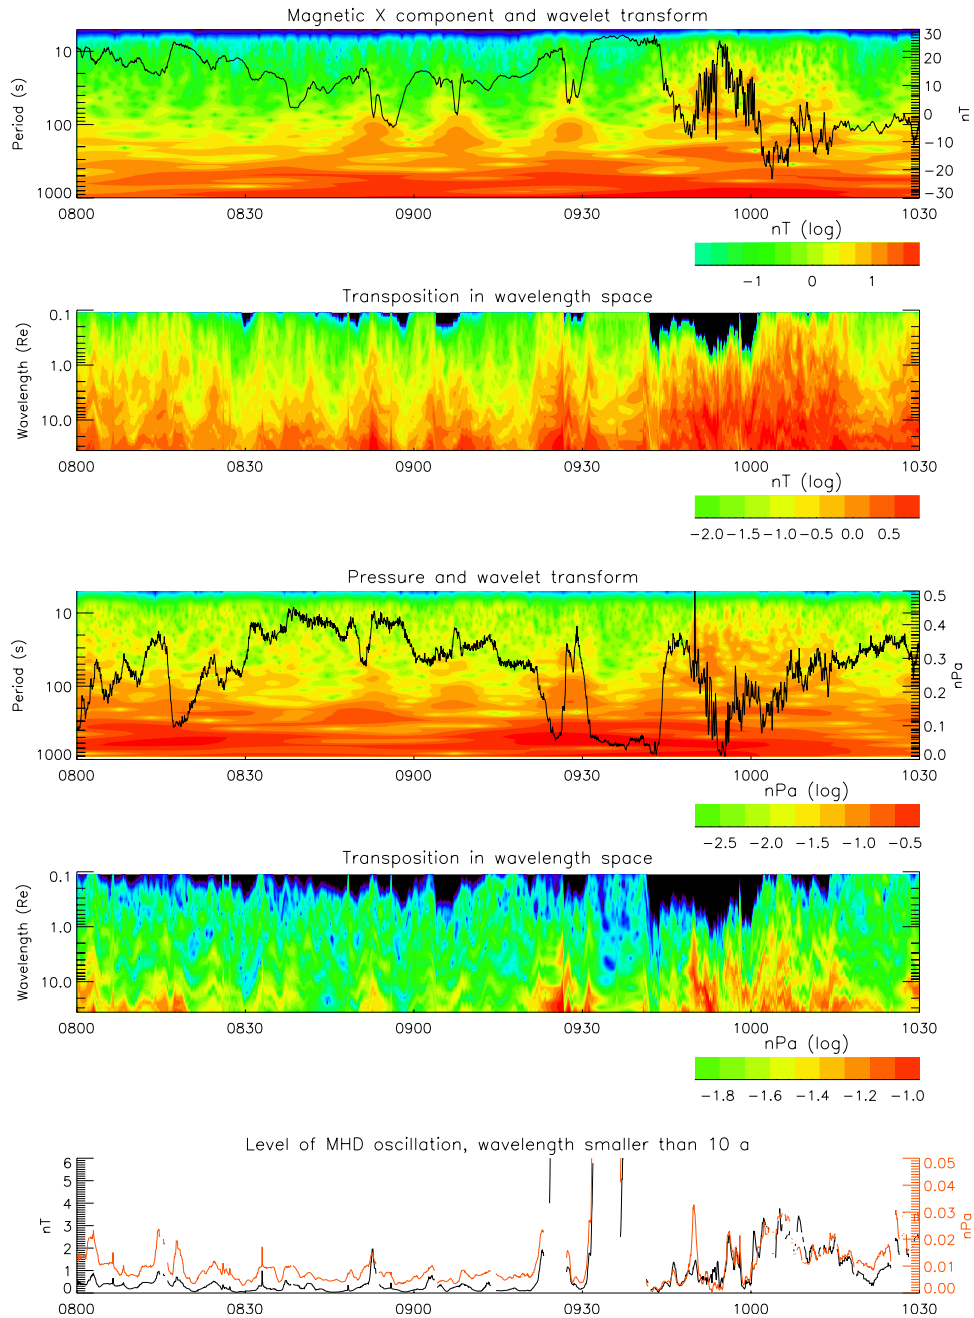 Magnetic X component and wavelet transform
10
100
1000
Period (s)
30
20
10
0
−10
−20
−30
nT
0800 0830 0900 0930 1000 1030
nT (log)
−1 0 1
Transposition in wavelength space
0.1
1.0
10.0
Wavelength (Re)
0800 0830 0900 0930 1000 1030
nT (log)
−2.0 −1.5 −1.0 −0.5 0.0 0.5
Pressure and wavelet transform
10
100
1000
Period (s)
0.5
0.4
0.3
0.2
0.1
0.0
nPa
0800 0830 0900 0930 1000 1030
nPa (log)
−2.5 −2.0 −1.5 −1.0 −0.5
Transposition in wavelength space
0.1
1.0
10.0
Wavelength (Re)
0800 0830 0900 0930 1000 1030
nPa (log)
−1.8 −1.6 −1.4 −1.2 −1.0
Level of MHD oscillation, wavelength smaller than 10 a
6
5
4
3
2
1
0
nT
0.05
0.04
0.03
0.02
0.01
0.00
nPa
0800 0830 0900 0930 1000 1030